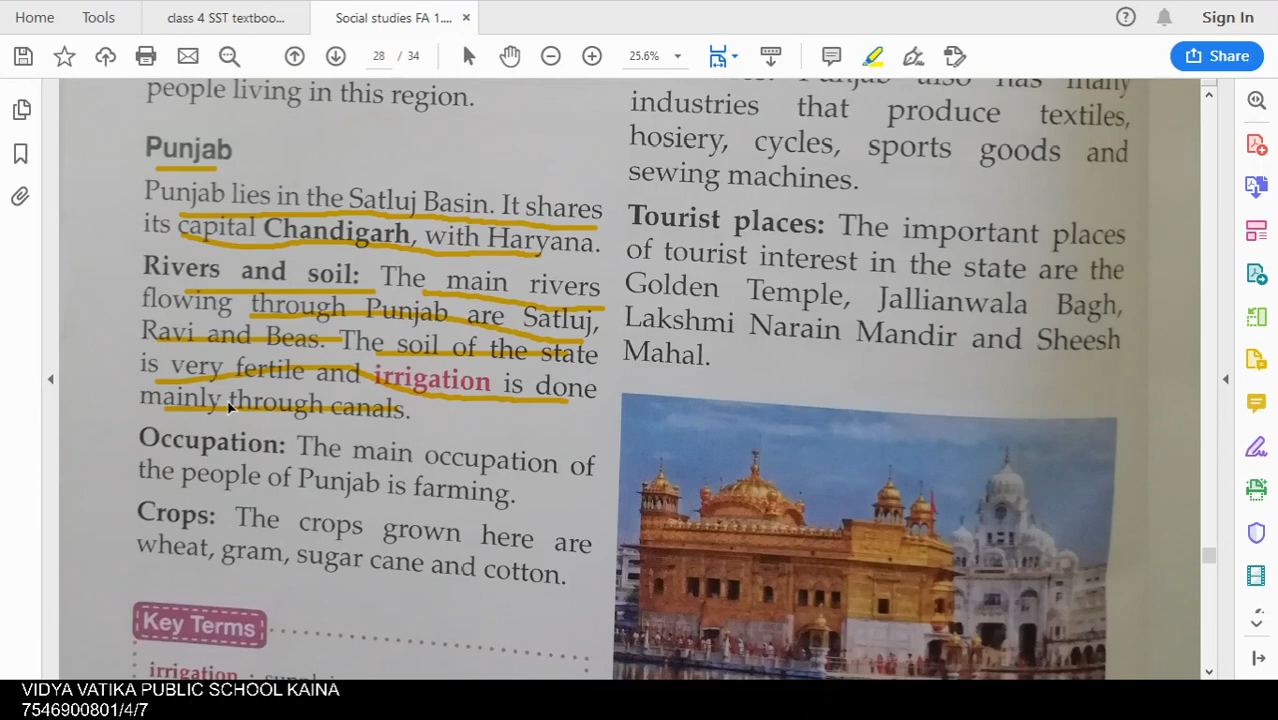 Home
Tools
class 4 SST textboo...
Social studies FA 1....
Sign In
28 / 34
25.6%
Share
people living in this region.
Punjab
Punjab lies in the Satluj Basin. It shares
its capital Chandigarh, with Haryana.
Rivers and soil: The main rivers
flowing through Punjab are Satluj,
Ravi and Beas. The soil of the state
is very fertile and irrigation is done
mainly through canals.
Occupation: The main occupation of
the people of Punjab is farming.
Crops: The crops grown here are
wheat, gram, sugar cane and cotton.
Key Terms
irrigation :
Punjab also has many
industries that produce textiles,
hosiery, cycles, sports goods and
sewing machines.
Tourist places: The important places
of tourist interest in the state are the
Golden Temple, Jallianwala Bagh,
Lakshmi Narain Mandir and Sheesh
Mahal.
VIDYA VATIKA PUBLIC SCHOOL KAINA
7546900801/4/7